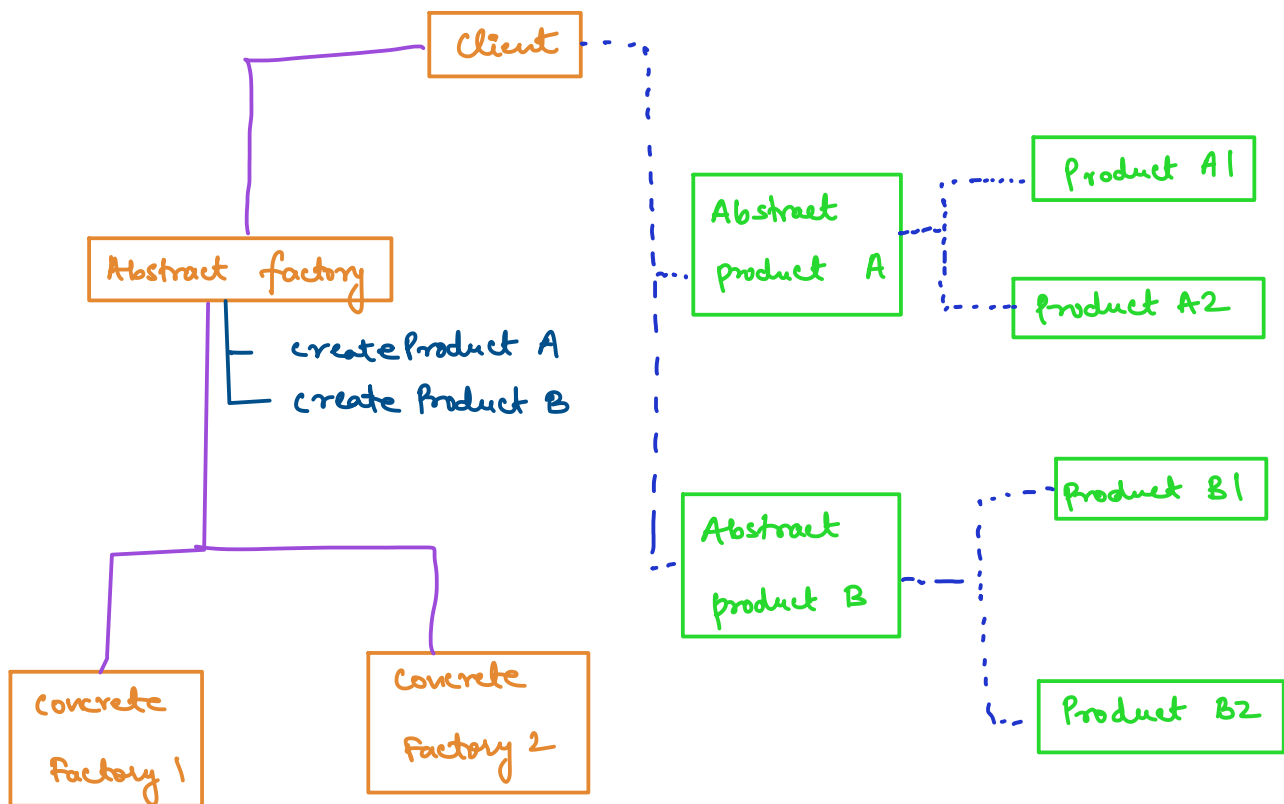 Client
Abstract factory
createProduct A
create Product B
Concrete
Factory 1
Concrete
Factory 2
Abstract
product A
Product A1
Product A2
Abstract
product B
Product B1
Product B2